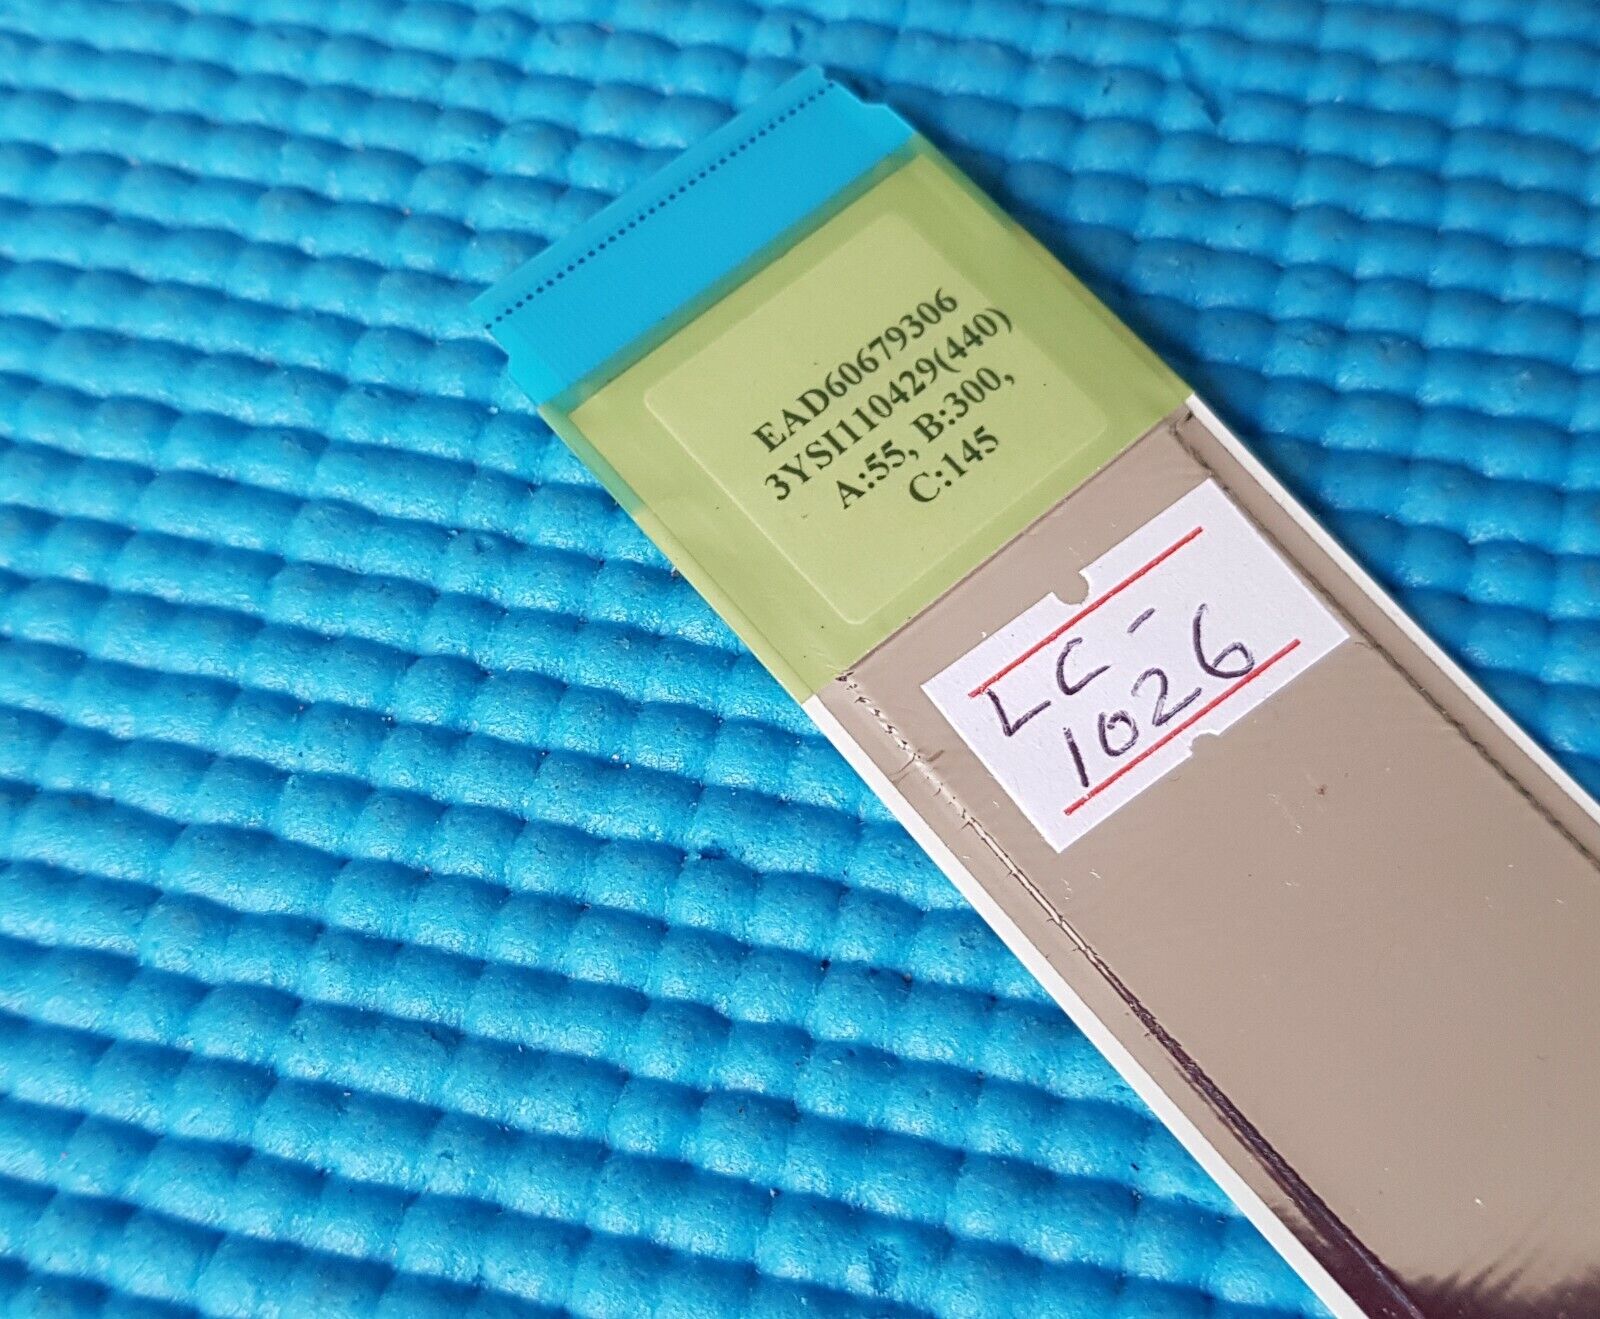 EAD60679306
3YSI110429(440)
A:55, B:300,
C:145
LC -
1026